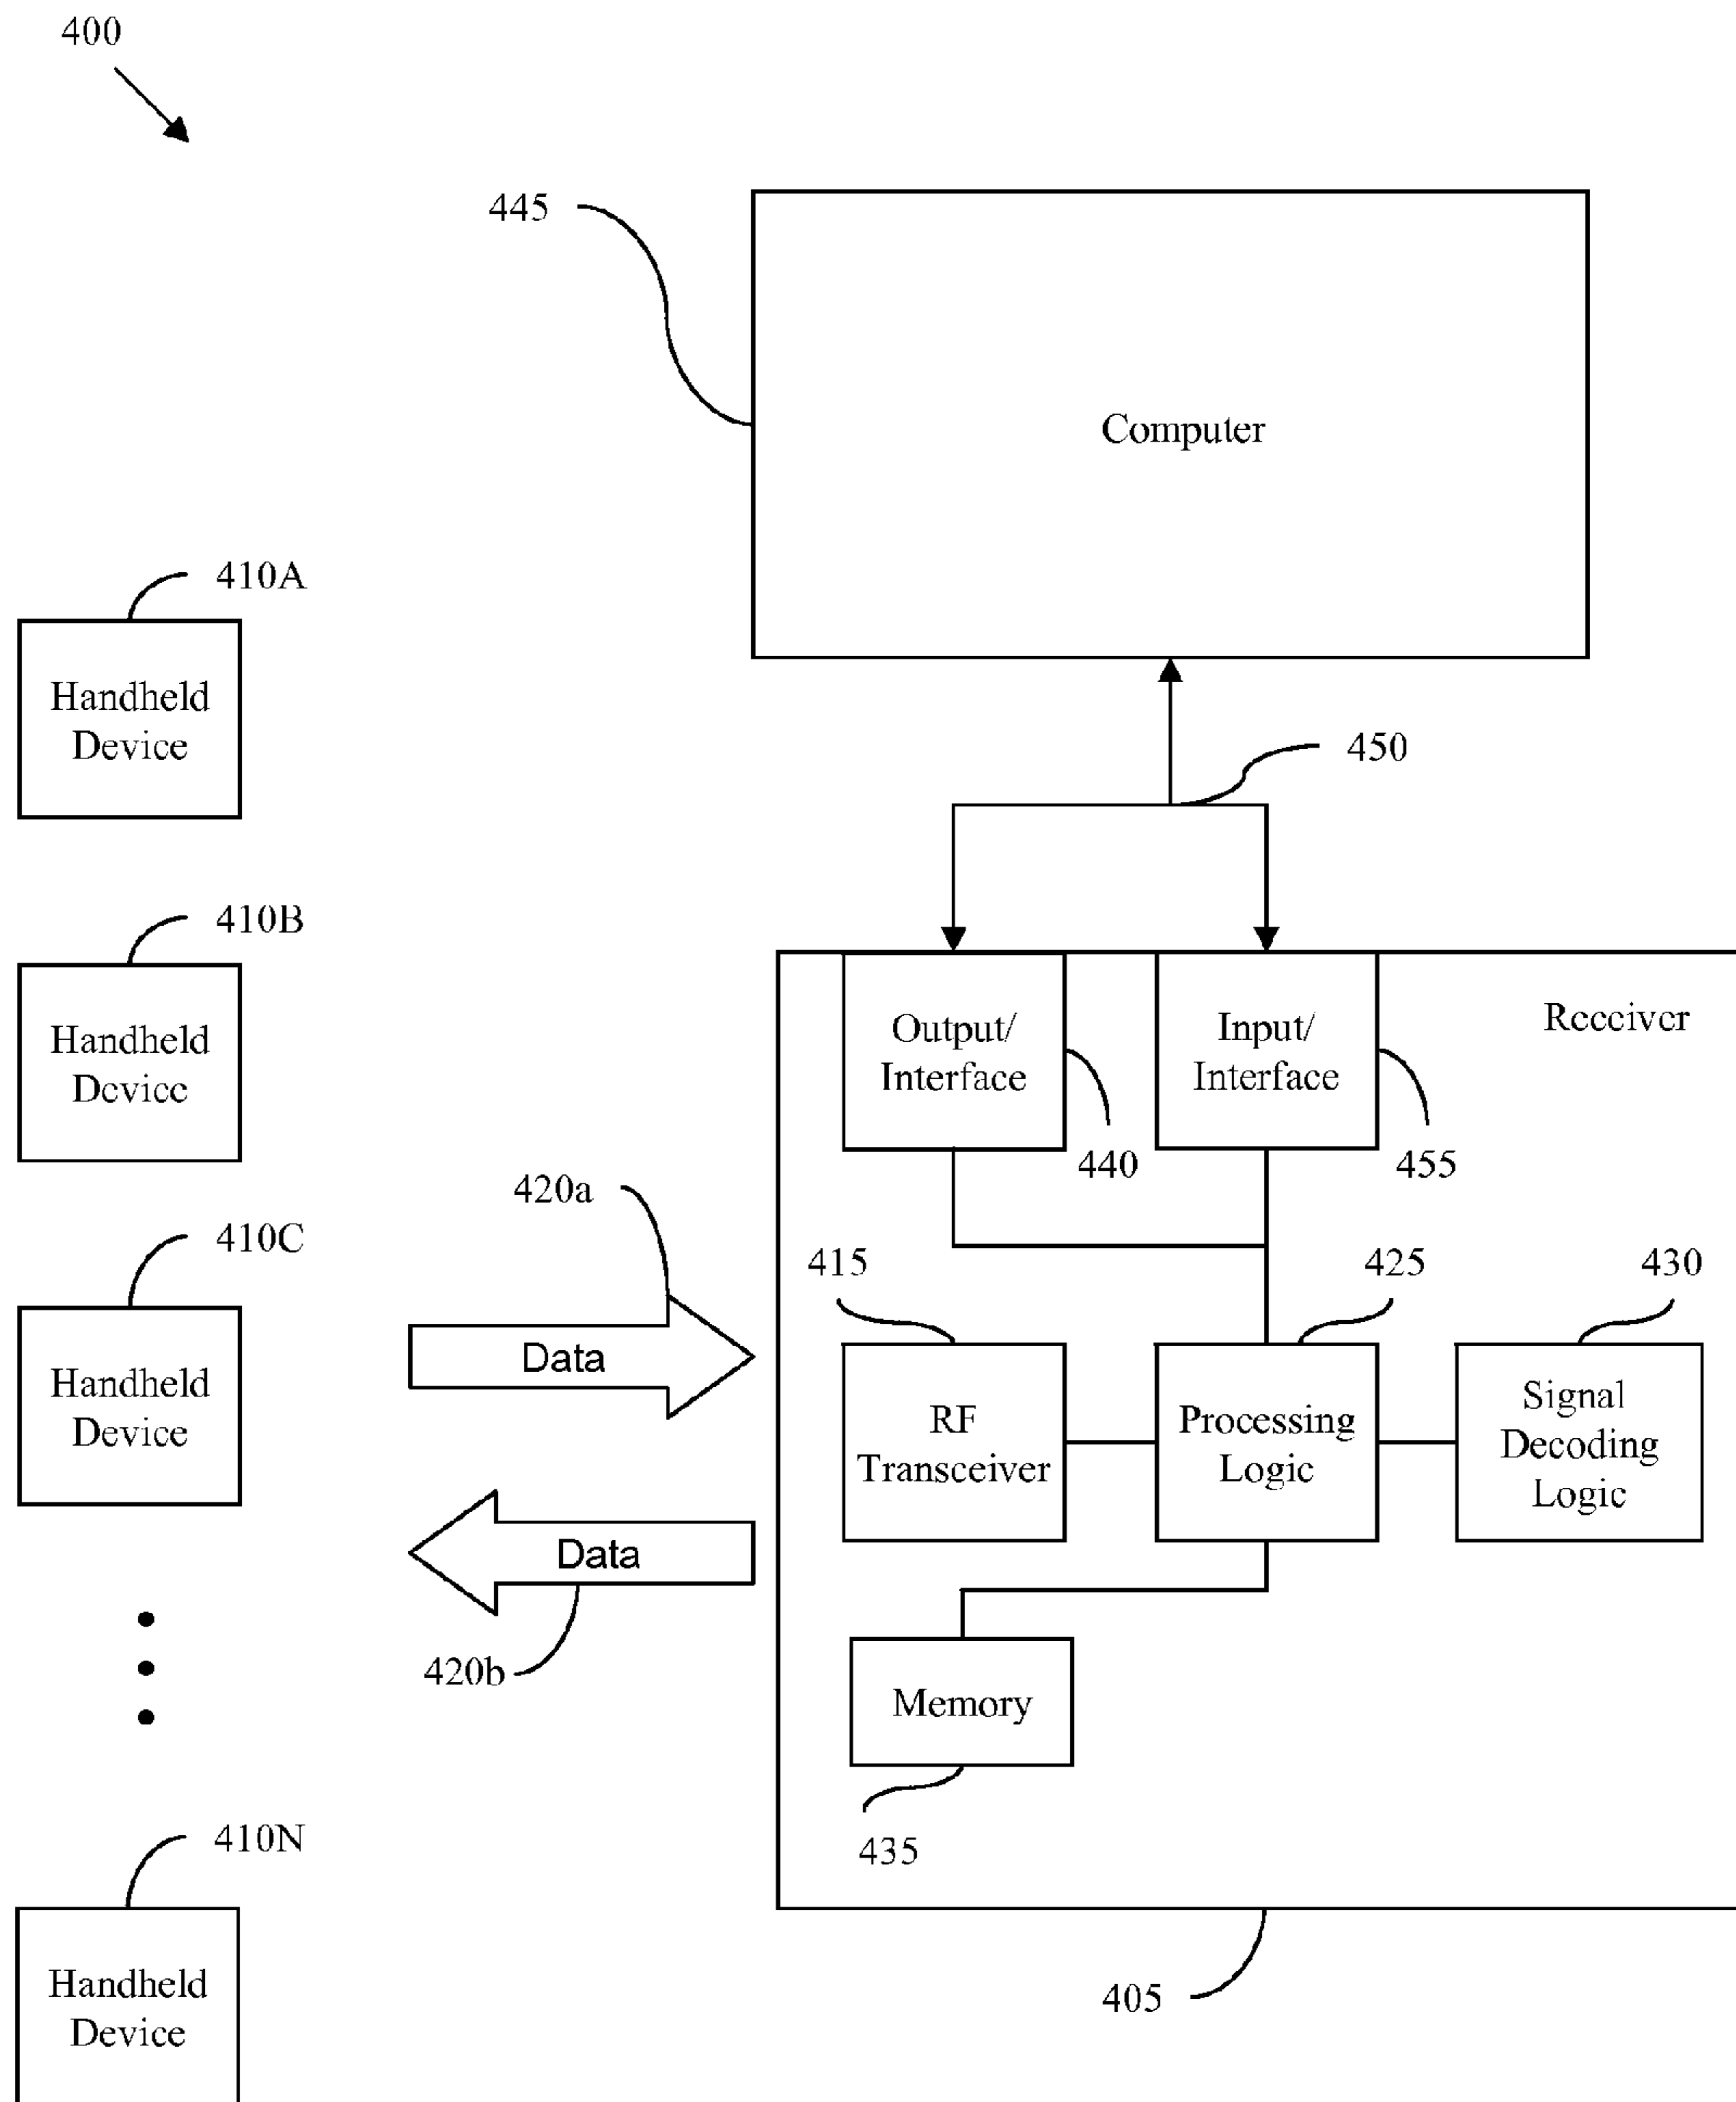 400
445
Computer
410A
Handheld
Device
450
410B
Handheld
Device
Output/
Interface
Input/
Interface
Receiver
440
455
420a
410C
Handheld
Device
Data
415
425
430
RF
Transceiver
Processing
Logic
Signal
Decoding
Logic
Data
420b
Memory
435
410N
Handheld
Device
405